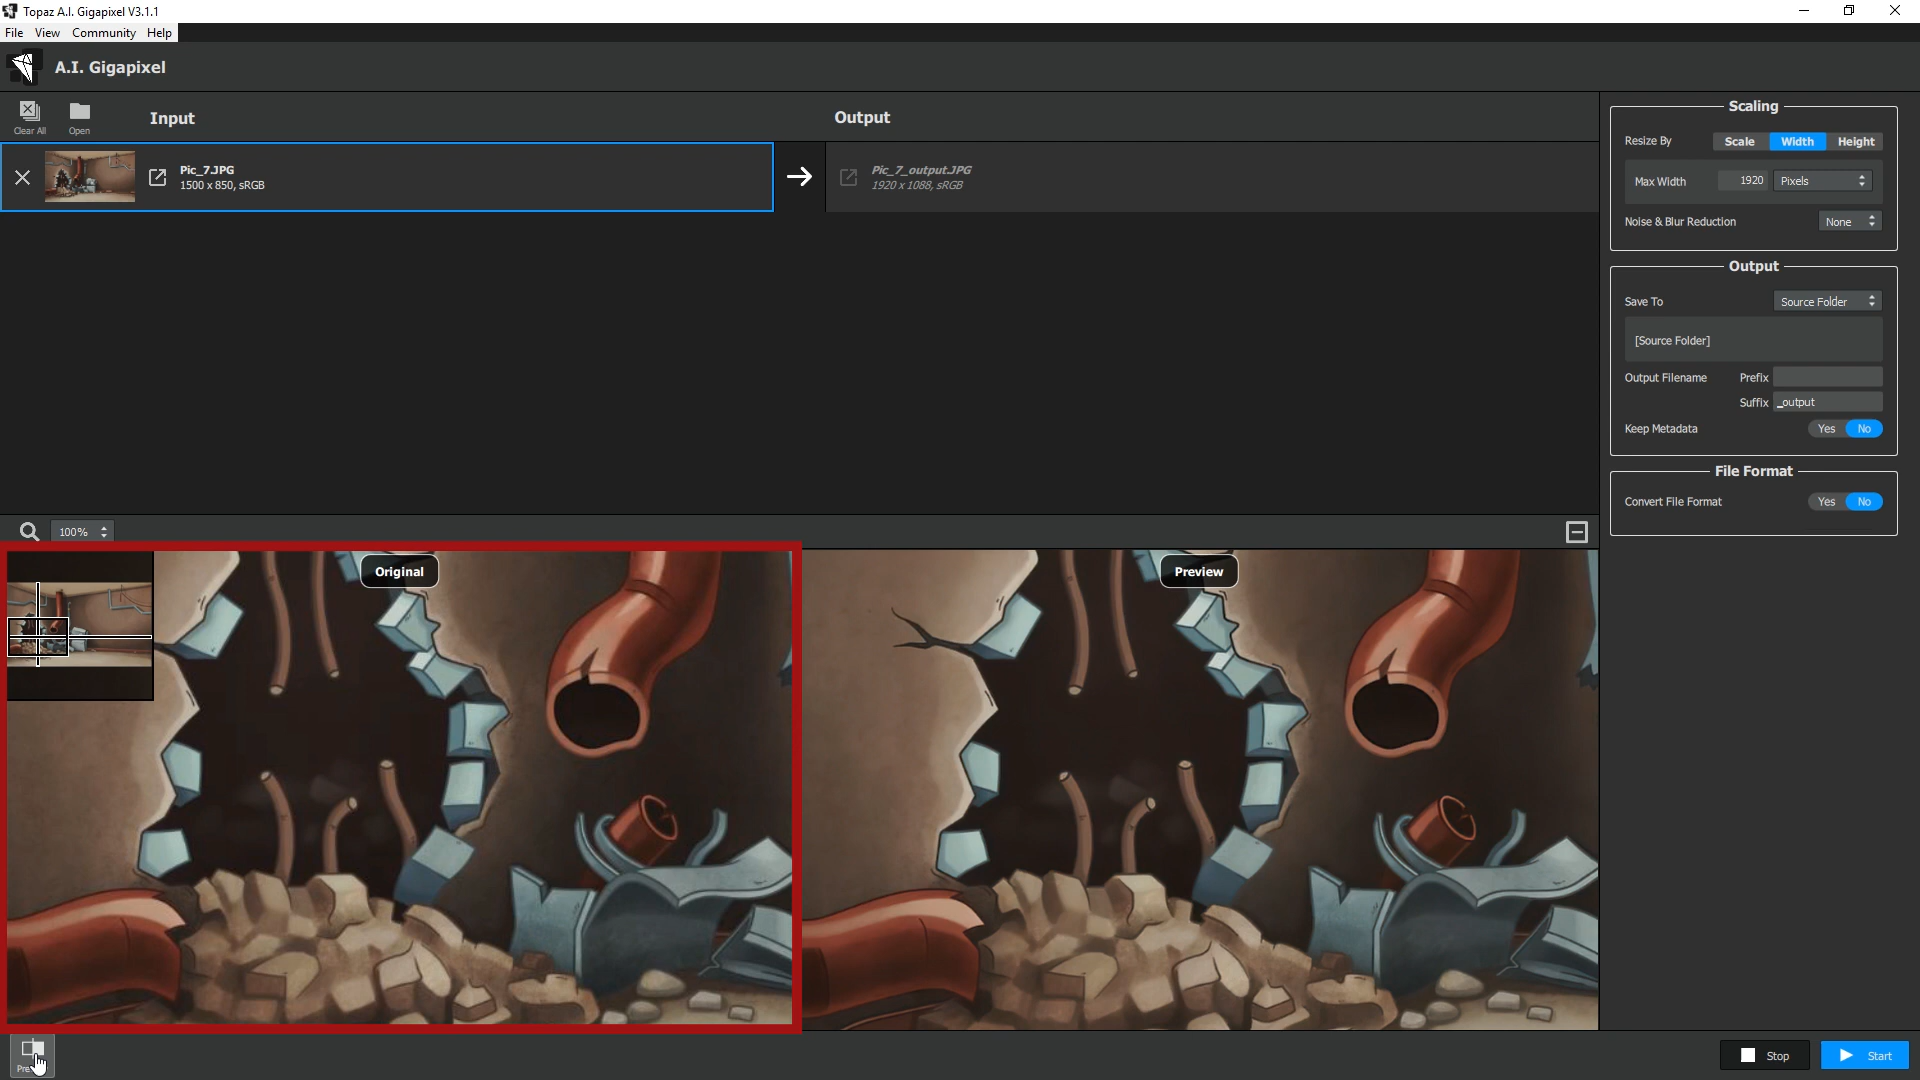 Topaz A.I. Gigapixel V3.1.1
File View Community Help
A.I. Gigapixel
Clear All Open Input Output
Pic_7.JPG
1500 x 850, sRGB
Pic_7_output.JPG
1920 x 1088, sRGB
Scaling
Resize By Scale Width Height
Max Width 1920 Pixels
Noise & Blur Reduction None
Output
Save To Source Folder
[Source Folder]
Output Filename Prefix
Suffix _output
Keep Metadata Yes No
File Format
Convert File Format Yes No
100%
Original Preview
Stop Start